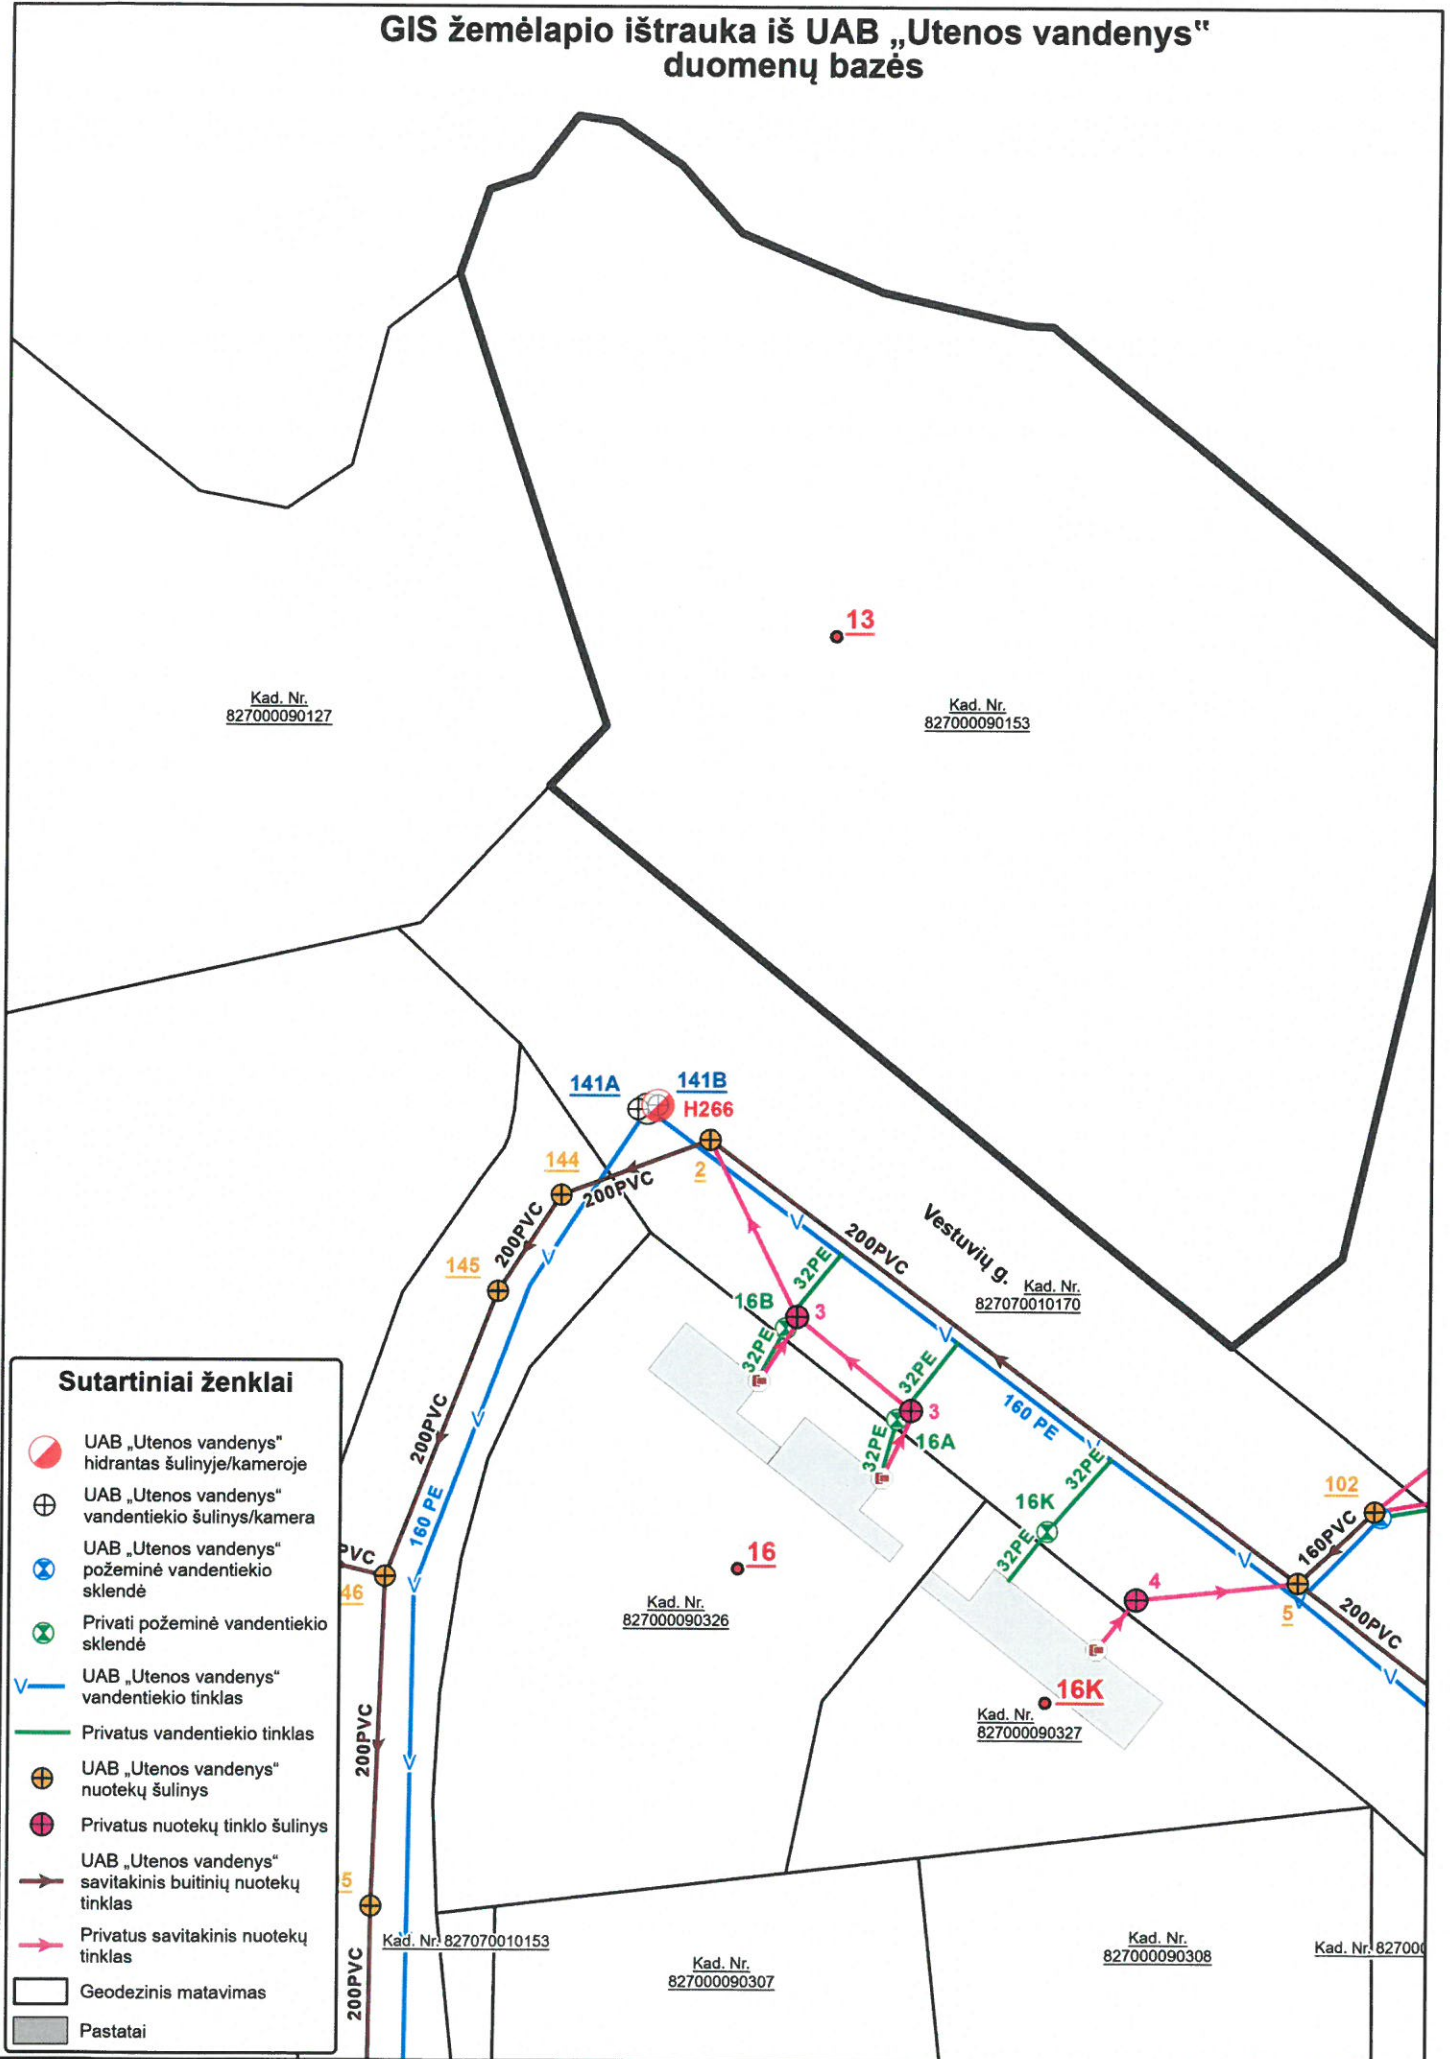 GIS žemėlapio ištrauka iš UAB „Utenos vandenys“
duomenų bazės
13
Kad. Nr.
827000090127
Kad. Nr.
827000090153
141A
141B
H266
144
2
200PVC
200PVC
145
Vestuvių g.
200PVC
Kad. Nr.
827070010170
32PE
16B
3
32PE
32PE
3
16A
32PE
160 PE
200PVC
160 PE
32PE
16K
32PE
102
160PVC
4
5
200PVC
PVC
46
16
Kad. Nr.
827000090326
16K
Kad. Nr.
827000090327
200PVC
5
200PVC
Kad. Nr. 827070010153
Kad. Nr.
827000090307
Kad. Nr.
827000090308
Kad. Nr. 82700
Sutartiniai ženklai
UAB „Utenos vandenys“
hidrantas šulinyje/kameroje
UAB „Utenos vandenys“
vandentiekio šulinys/kamera
UAB „Utenos vandenys“
požeminė vandentiekio
sklendė
Privati požeminė vandentiekio
sklendė
V
UAB „Utenos vandenys“
vandentiekio tinklas
Privatus vandentiekio tinklas
UAB „Utenos vandenys“
nuotekų šulinys
Privatus nuotekų tinklo šulinys
UAB „Utenos vandenys“
savitakinis buitinių nuotekų
tinklas
Privatus savitakinis nuotekų
tinklas
Geodezinis matavimas
Pastatai